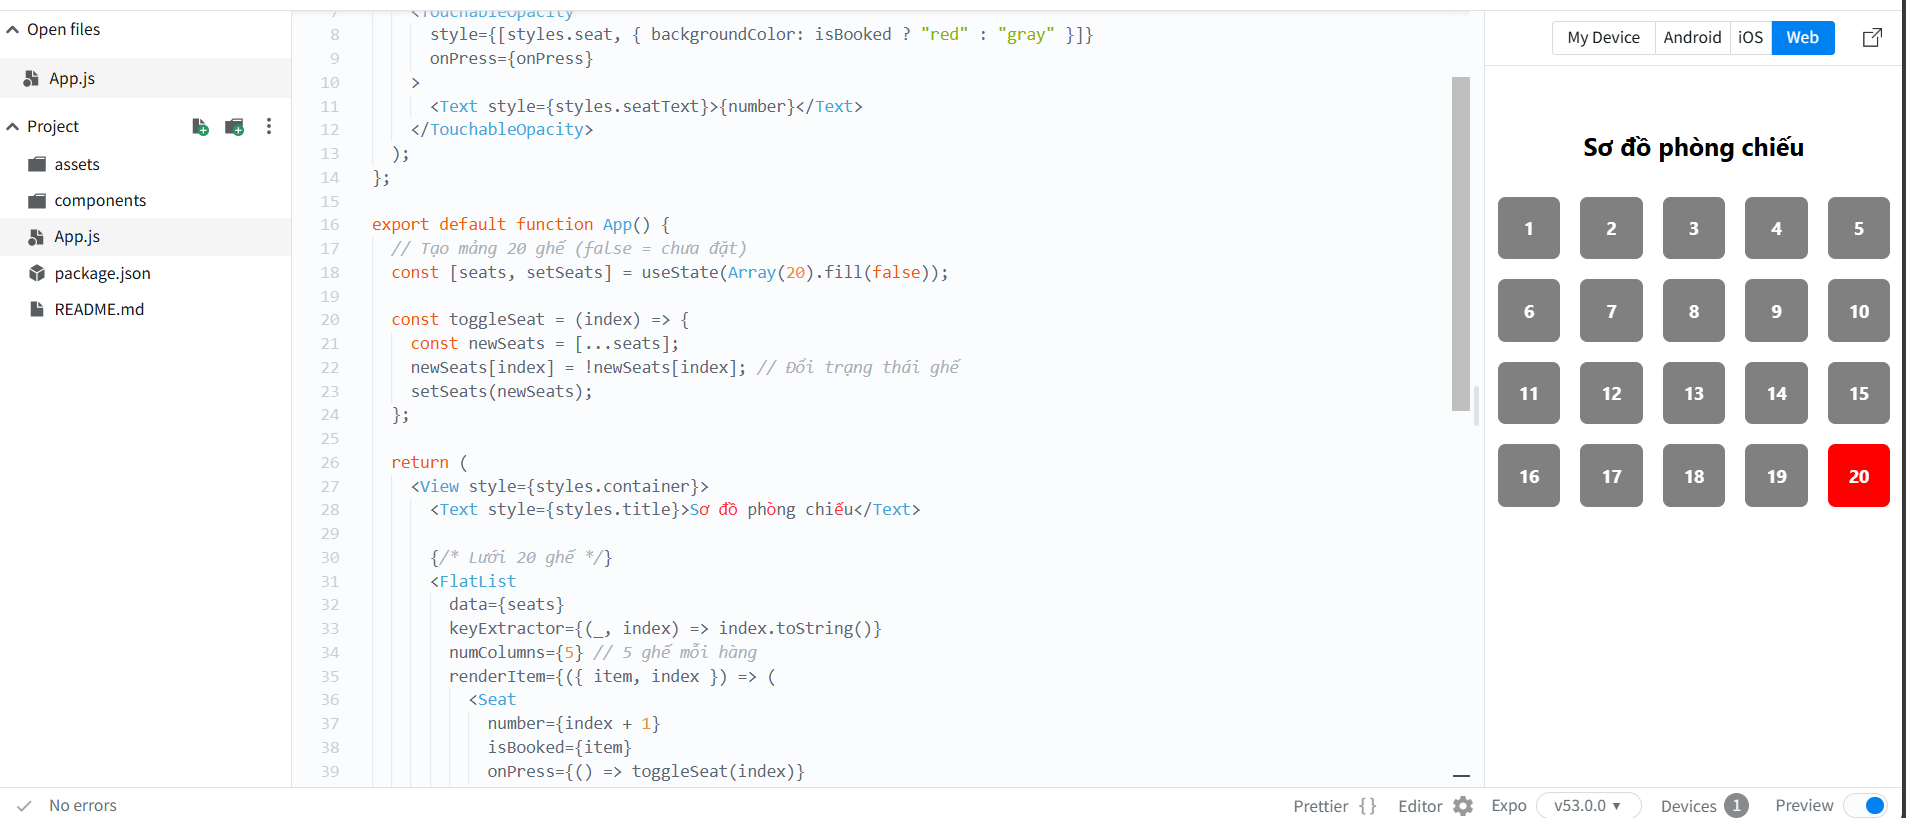 Open files
App.js
Project
assets
components
App.js
package.json
README.md
7 <TouchableOpacity
8 style={[styles.seat, { backgroundColor: isBooked ? "red" : "gray" }]}
9 onPress={onPress}
10 >
11 <Text style={styles.seatText}>{number}</Text>
12 </TouchableOpacity>
13 );
14 };
15
16 export default function App() {
17 // Tạo mảng 20 ghế (false = chưa đặt)
18 const [seats, setSeats] = useState(Array(20).fill(false));
19
20 const toggleSeat = (index) => {
21 const newSeats = [...seats];
22 newSeats[index] = !newSeats[index]; // Đổi trạng thái ghế
23 setSeats(newSeats);
24 };
25
26 return (
27 <View style={styles.container}>
28 <Text style={styles.title}>Sơ đồ phòng chiếu</Text>
29
30 {/* Lưới 20 ghế */}
31 <FlatList
32 data={seats}
33 keyExtractor={(_, index) => index.toString()}
34 numColumns={5} // 5 ghế mỗi hàng
35 renderItem={({ item, index }) => (
36 <Seat
37 number={index + 1}
38 isBooked={item}
39 onPress={() => toggleSeat(index)}
My Device Android iOS Web
Sơ đồ phòng chiếu
1 2 3 4 5
6 7 8 9 10
11 12 13 14 15
16 17 18 19 20
No errors
Prettier {} Editor Expo v53.0.0 ▼ Devices 1 Preview